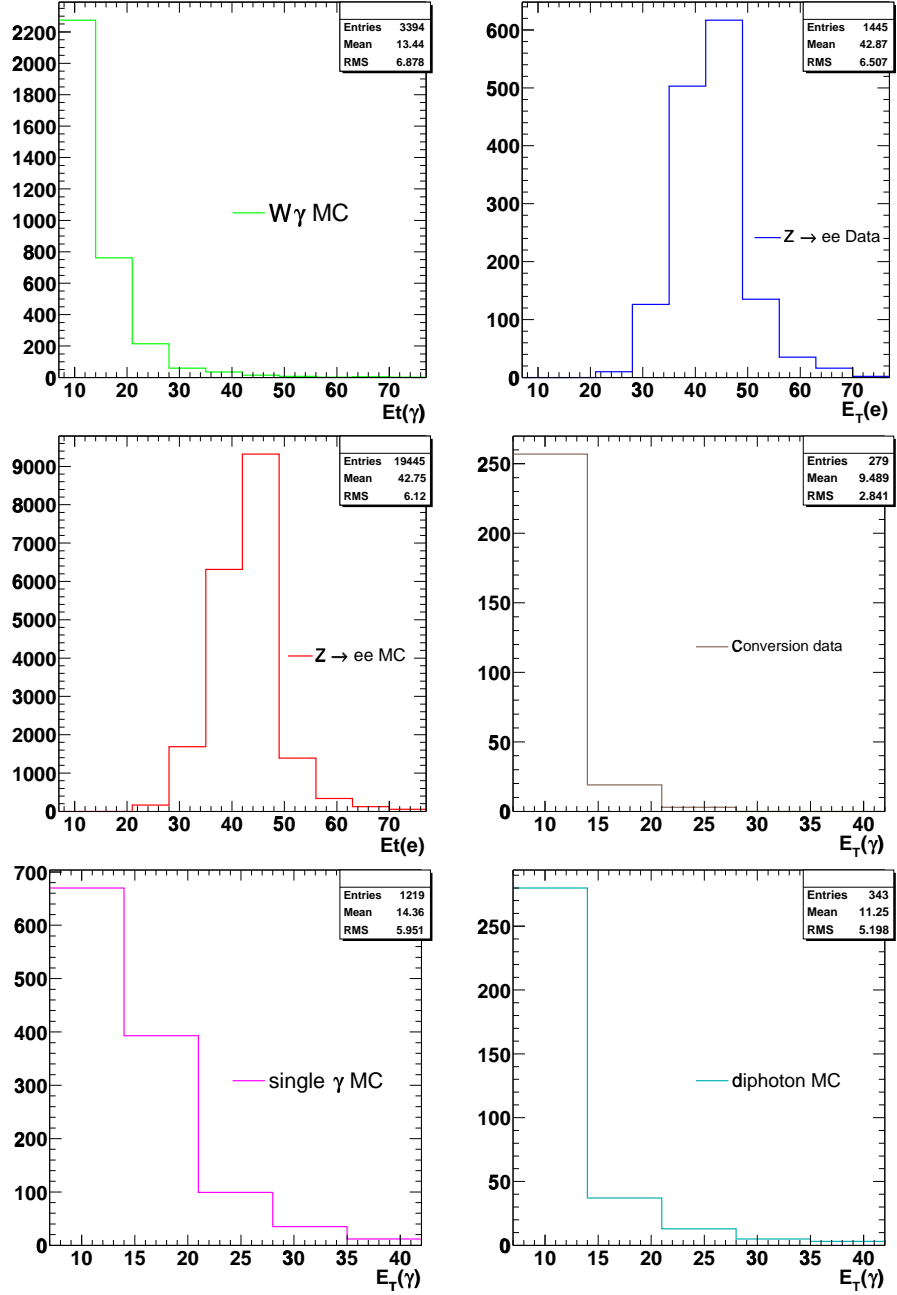 Entries 3394
Mean 13.44
RMS 6.878
2200
2000
1800
1600
1400
1200
1000
800
600
400
200
0
Wγ MC
10 20 30 40 50 60 70
Et(γ)
Entries 1445
Mean 42.87
RMS 6.507
600
500
400
300
200
100
0
Z → ee Data
10 20 30 40 50 60 70
E_T(e)
Entries 19445
Mean 42.75
RMS 6.12
9000
8000
7000
6000
5000
4000
3000
2000
1000
0
Z → ee MC
10 20 30 40 50 60 70
Et(e)
Entries 279
Mean 9.489
RMS 2.841
250
200
150
100
50
0
Conversion data
10 15 20 25 30 35 40
E_T(γ)
Entries 1219
Mean 14.36
RMS 5.951
700
600
500
400
300
200
100
0
single γ MC
10 15 20 25 30 35 40
E_T(γ)
Entries 343
Mean 11.25
RMS 5.198
250
200
150
100
50
0
diphoton MC
10 15 20 25 30 35 40
E_T(γ)